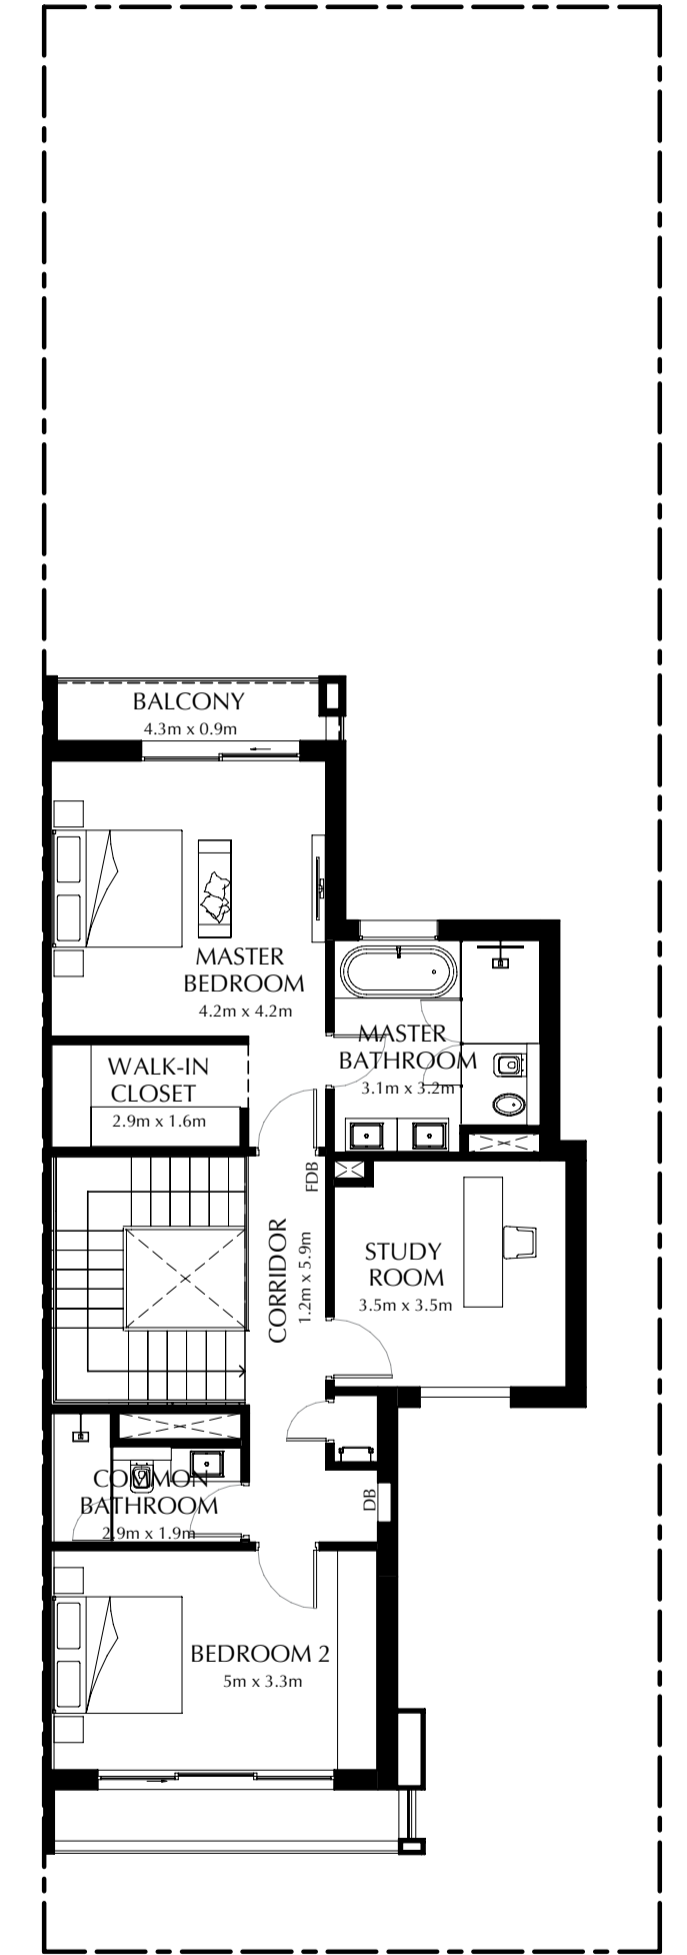 BALCONY
4.3m x 0.9m
MASTER
BEDROOM
4.2m x 4.2m
MASTER
BATHROOM
3.1m x 3.2m
WALK-IN
CLOSET
2.9m x 1.6m
FDB
CORRIDOR
1.2m x 5.9m
STUDY
ROOM
3.5m x 3.5m
COMMON
BATHROOM
2.9m x 1.9m
DB
BEDROOM 2
5m x 3.3m